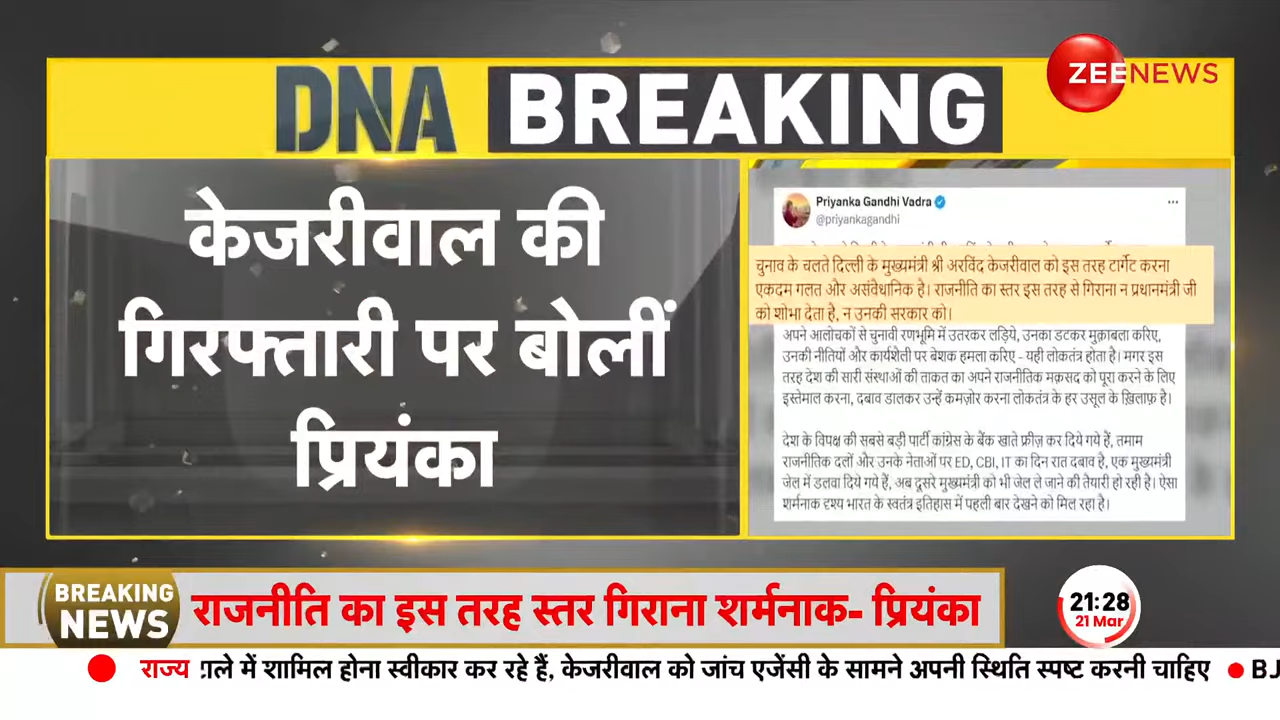 DNA BREAKING
ZEE NEWS
केजरीवाल की
गिरफ्तारी पर बोलीं
प्रियंका
Priyanka Gandhi Vadra
@priyankagandhi
चुनाव के चलते दिल्ली के मुख्यमंत्री श्री अरविंद केजरीवाल को इस तरह टार्गेट करना
एकदम गलत और असंवैधानिक है। राजनीति का स्तर इस तरह से गिराना न प्रधानमंत्री जी
को शोभा देता है, न उनकी सरकार को।
अपने आलोचकों से चुनावी रणभूमि में उतरकर लड़िये, उनका डटकर मुक़ाबला करिए,
उनकी नीतियों और कार्यशैली पर बेशक हमला करिए - यही लोकतंत्र होता है। मगर इस
तरह देश की सारी संस्थाओं की ताकत का अपने राजनीतिक मक़सद को पूरा करने के लिए
इस्तेमाल करना, दबाव डालकर उन्हें कमज़ोर करना लोकतंत्र के हर उसूल के ख़िलाफ़ है।
देश के विपक्ष की सबसे बड़ी पार्टी कांग्रेस के बैंक खाते फ्रीज़ कर दिये गये हैं, तमाम
राजनीतिक दलों और उनके नेताओं पर ED, CBI, IT का दिन रात दबाव है, एक मुख्यमंत्री
जेल में डलवा दिये गये हैं, अब दूसरे मुख्यमंत्री को भी जेल ले जाने की तैयारी हो रही है। ऐसा
शर्मनाक दृश्य भारत के स्वतंत्र इतिहास में पहली बार देखने को मिल रहा है।
BREAKING
NEWS
राजनीति का इस तरह स्तर गिराना शर्मनाक- प्रियंका
21:28
21 Mar
राज्य में शामिल होना स्वीकार कर रहे हैं, केजरीवाल को जांच एजेंसी के सामने अपनी स्थिति स्पष्ट करनी चाहिए